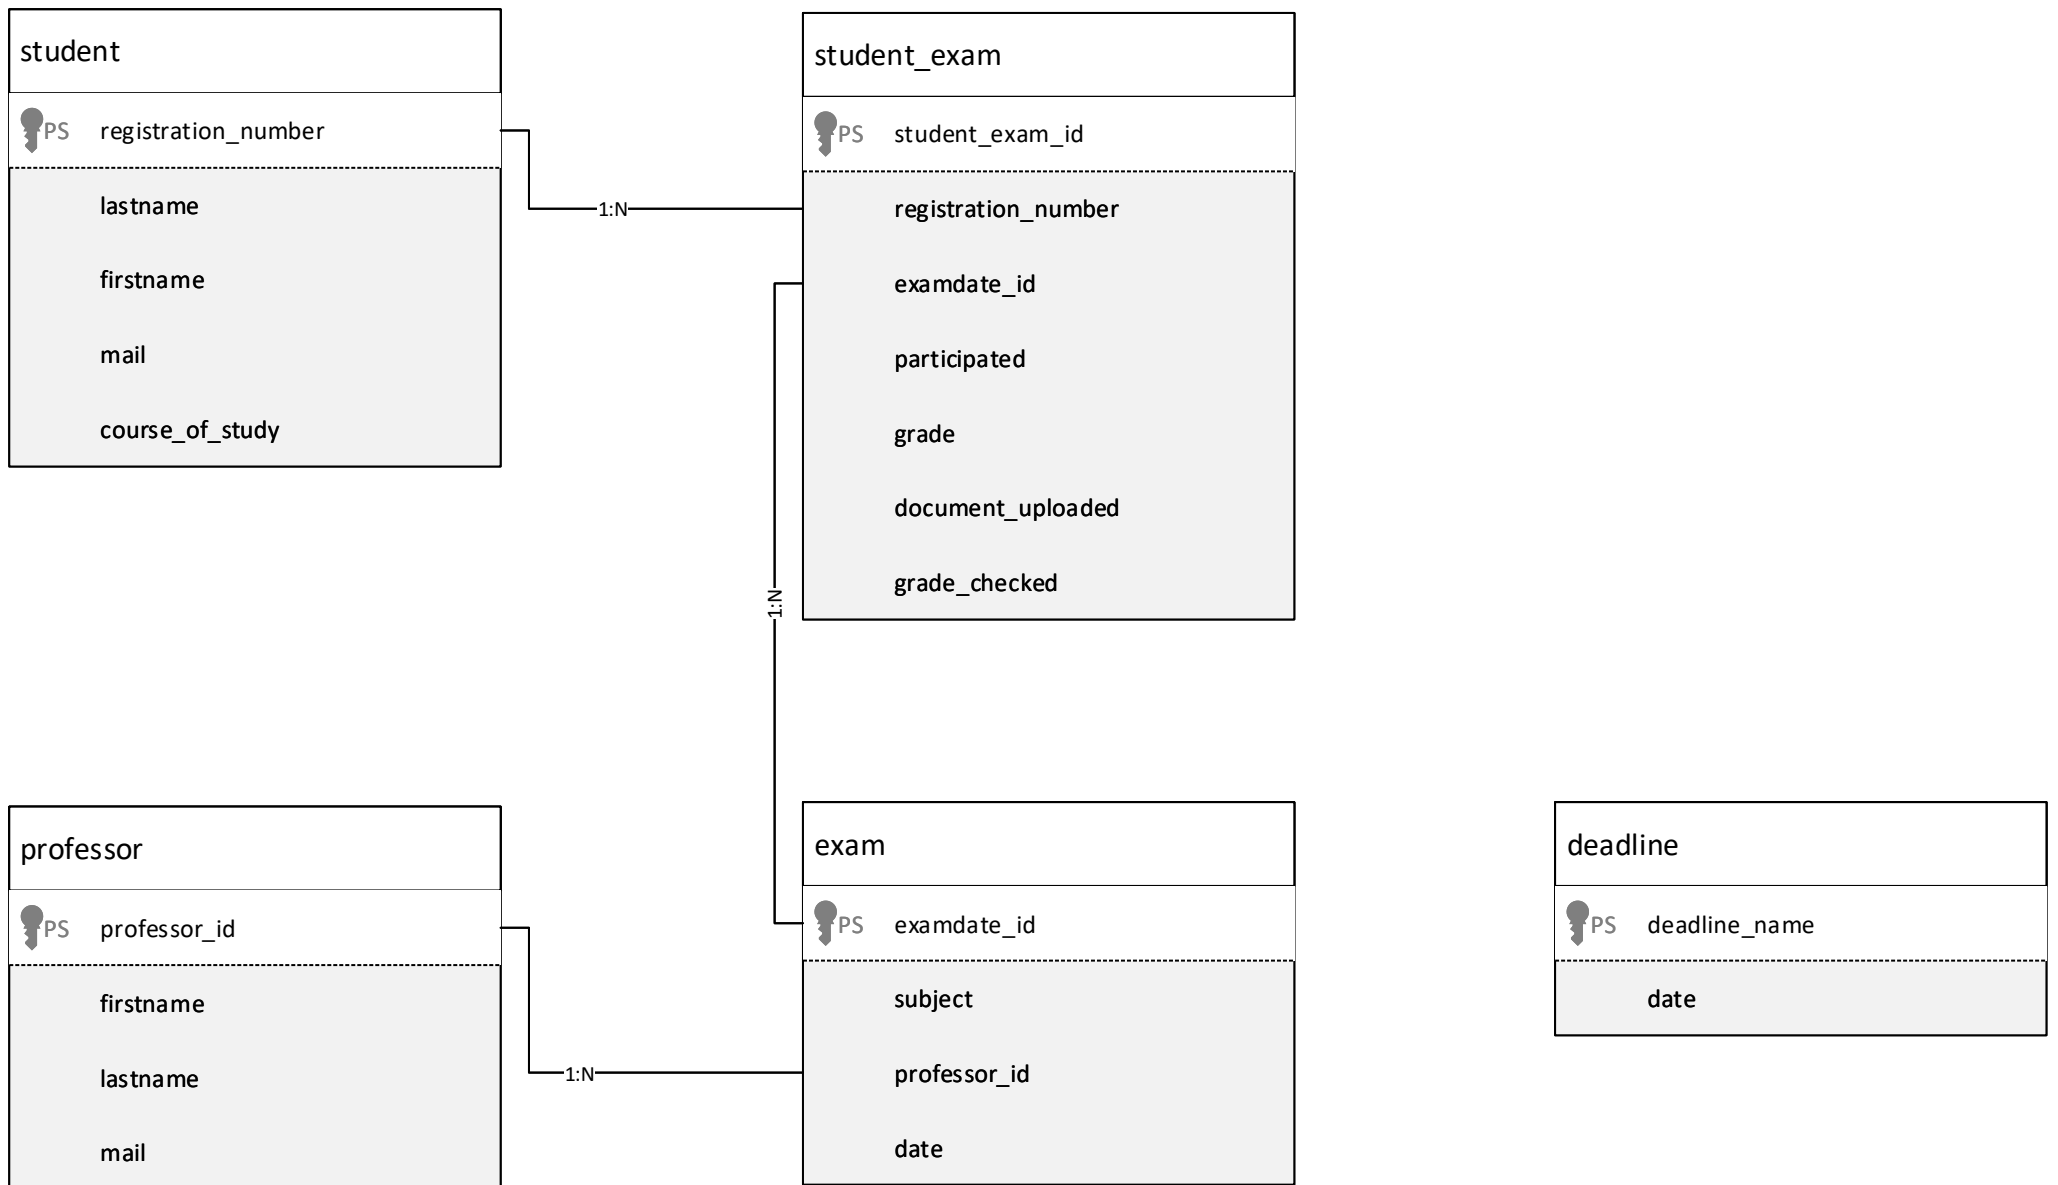 student
PS registration_number
lastname
firstname
mail
course_of_study
1:N
student_exam
PS student_exam_id
registration_number
examdate_id
participated
grade
document_uploaded
grade_checked
1:N
professor
PS professor_id
firstname
lastname
mail
1:N
exam
PS examdate_id
subject
professor_id
date
deadline
PS deadline_name
date